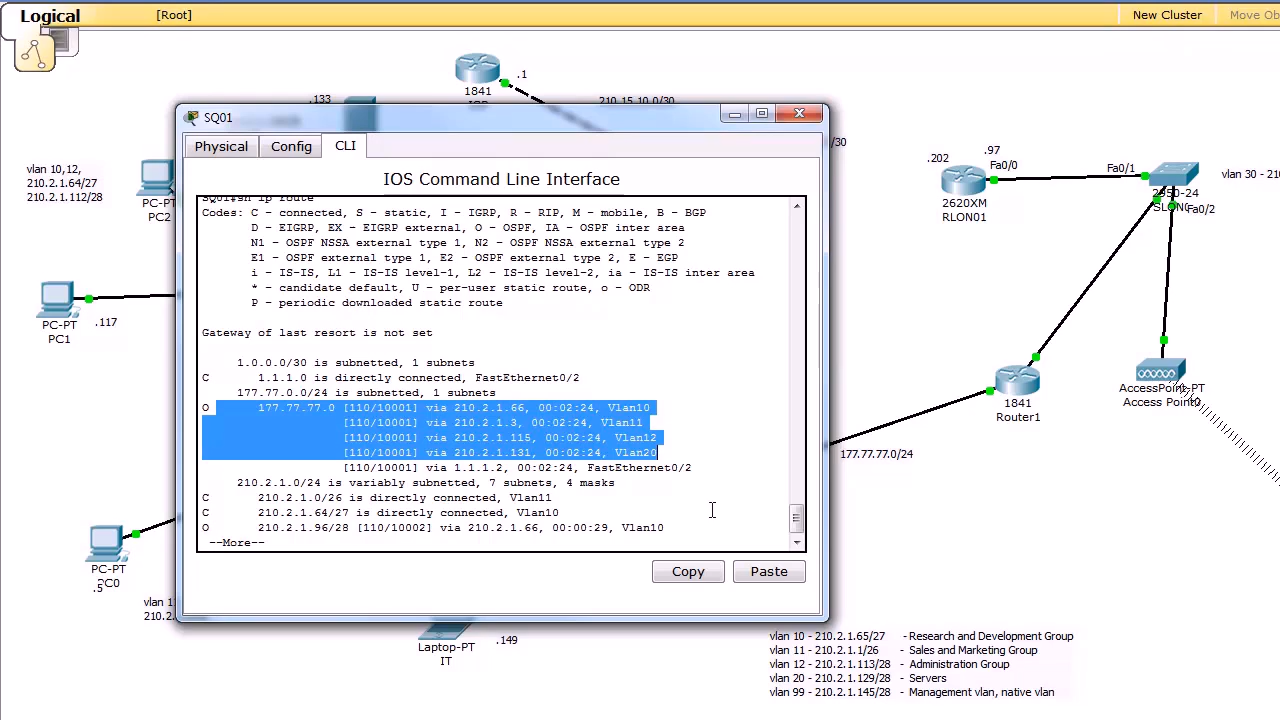 Logical
[Root]
New Cluster
Move Ob
.1
1841
.133
210.15.10.0/30
/30
SQ01
Physical
Config
CLI
IOS Command Line Interface
SQ01#sh ip route
Codes: C - connected, S - static, I - IGRP, R - RIP, M - mobile, B - BGP
D - EIGRP, EX - EIGRP external, O - OSPF, IA - OSPF inter area
N1 - OSPF NSSA external type 1, N2 - OSPF NSSA external type 2
E1 - OSPF external type 1, E2 - OSPF external type 2, E - EGP
i - IS-IS, L1 - IS-IS level-1, L2 - IS-IS level-2, ia - IS-IS inter area
* - candidate default, U - per-user static route, o - ODR
P - periodic downloaded static route
Gateway of last resort is not set
1.0.0.0/30 is subnetted, 1 subnets
C 1.1.1.0 is directly connected, FastEthernet0/2
177.77.77.0/24 is subnetted, 1 subnets
O 177.77.77.0 [110/10001] via 210.2.1.66, 00:02:24, Vlan10
[110/10001] via 210.2.1.3, 00:02:24, Vlan11
[110/10001] via 210.2.1.115, 00:02:24, Vlan12
[110/10001] via 210.2.1.131, 00:02:24, Vlan20
[110/10001] via 1.1.1.2, 00:02:24, FastEthernet0/2
210.2.1.0/24 is variably subnetted, 7 subnets, 4 masks
C 210.2.1.0/26 is directly connected, Vlan11
C 210.2.1.64/27 is directly connected, Vlan10
O 210.2.1.96/28 [110/10002] via 210.2.1.66, 00:00:29, Vlan10
--More--
Copy
Paste
vlan 10,12,
210.2.1.64/27
210.2.1.112/28
PC-PT
PC2
PC-PT
PC1
.117
PC-PT
PC0
.5
vlan 1
210.2.
Laptop-PT
IT
.149
.202
.97
Fa0/0
2620XM
RLON01
Fa0/1
2950-24
SLON0
Fa0/2
vlan 30 - 210
1841
Router1
AccessPoint-PT
Access Point0
177.77.77.0/24
vlan 10 - 210.2.1.65/27 - Research and Development Group
vlan 11 - 210.2.1.1/26 - Sales and Marketing Group
vlan 12 - 210.2.1.113/28 - Administration Group
vlan 20 - 210.2.1.129/28 - Servers
vlan 99 - 210.2.1.145/28 - Management vlan, native vlan